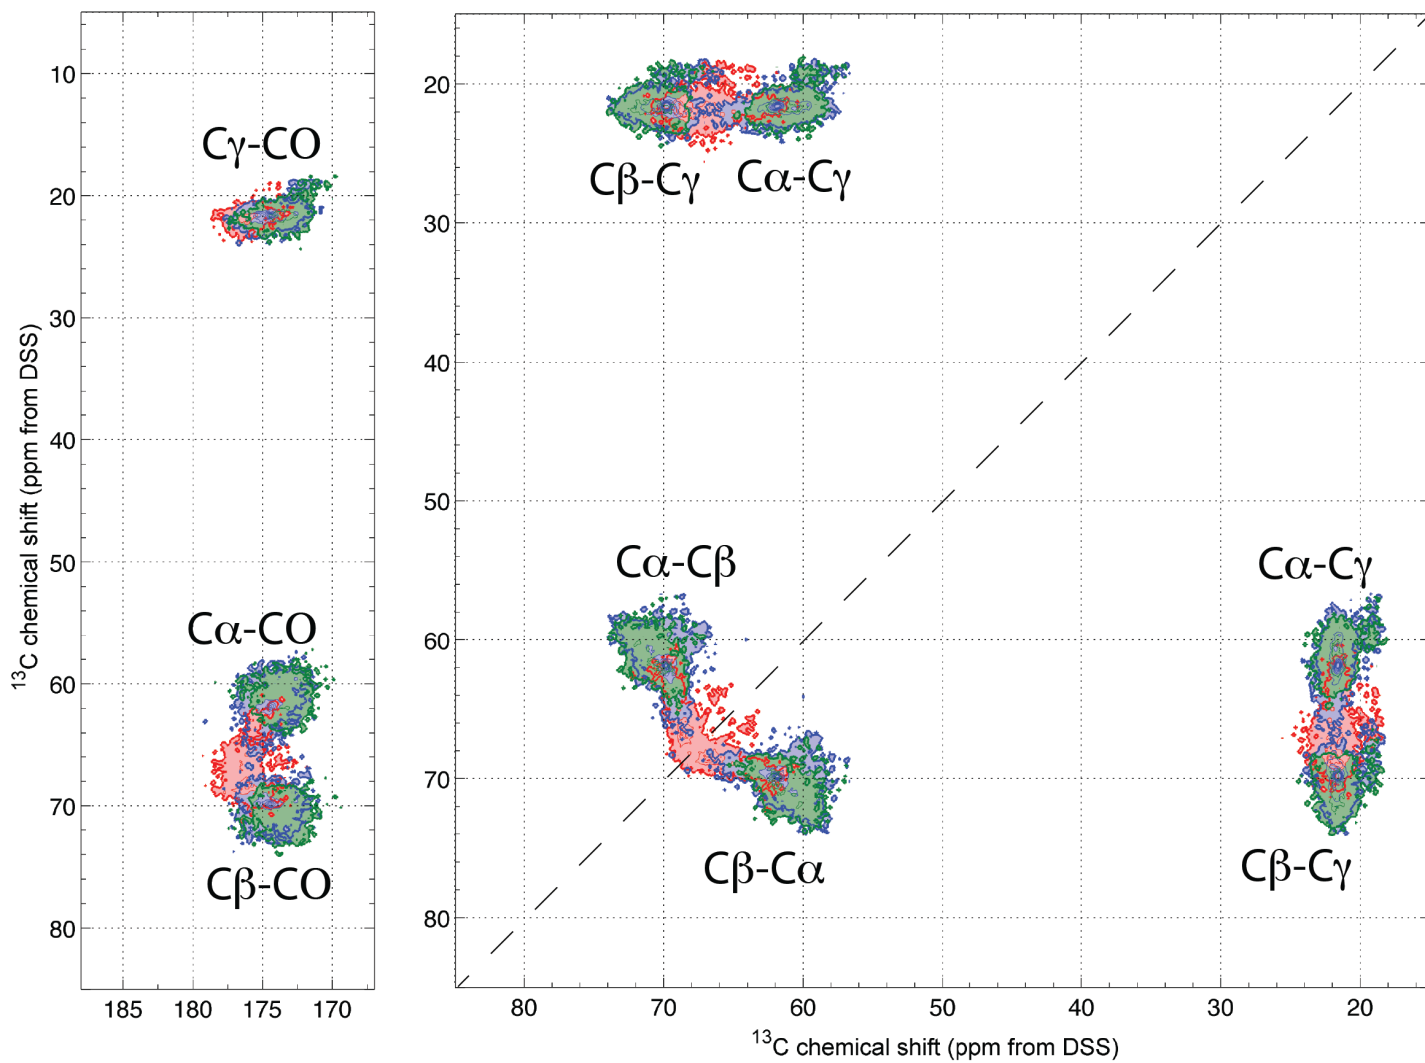 10
20
30
40
50
60
70
80
185 180 175 170
¹³C chemical shift (ppm from DSS)
Cγ-CO
Cα-CO
Cβ-CO
20
30
40
50
60
70
80
80 70 60 50 40 30 20
¹³C chemical shift (ppm from DSS)
Cβ-Cγ Cα-Cγ
Cα-Cβ
Cβ-Cα
Cα-Cγ
Cβ-Cγ